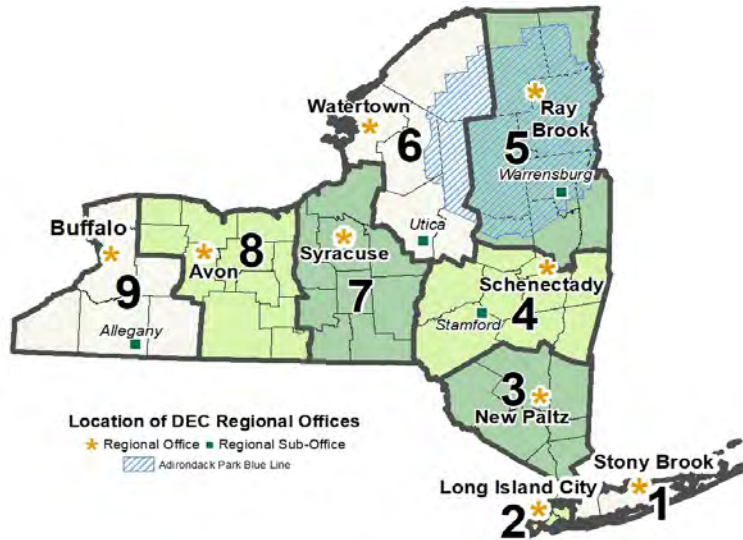 Watertown
6
Ray
Brook
5
Warrensburg
Buffalo
9
Allegany
Avon
8
Syracuse
7
Utica
Schenectady
Stamford
4
3
New Paltz
Location of DEC Regional Offices
Regional Office Regional Sub-Office
Adirondack Park Blue Line
Stony Brook
Long Island City
1
2